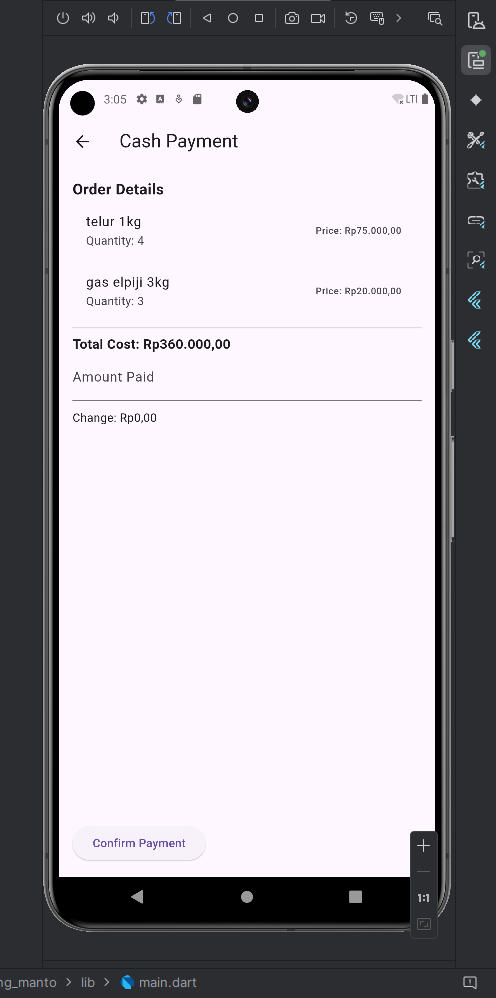 3:05
LTI
Cash Payment
Order Details
telur 1kg
Quantity: 4
Price: Rp75.000,00
gas elpiji 3kg
Quantity: 3
Price: Rp20.000,00
Total Cost: Rp360.000,00
Amount Paid
Change: Rp0,00
Confirm Payment
1:1
ng_manto > lib > main.dart